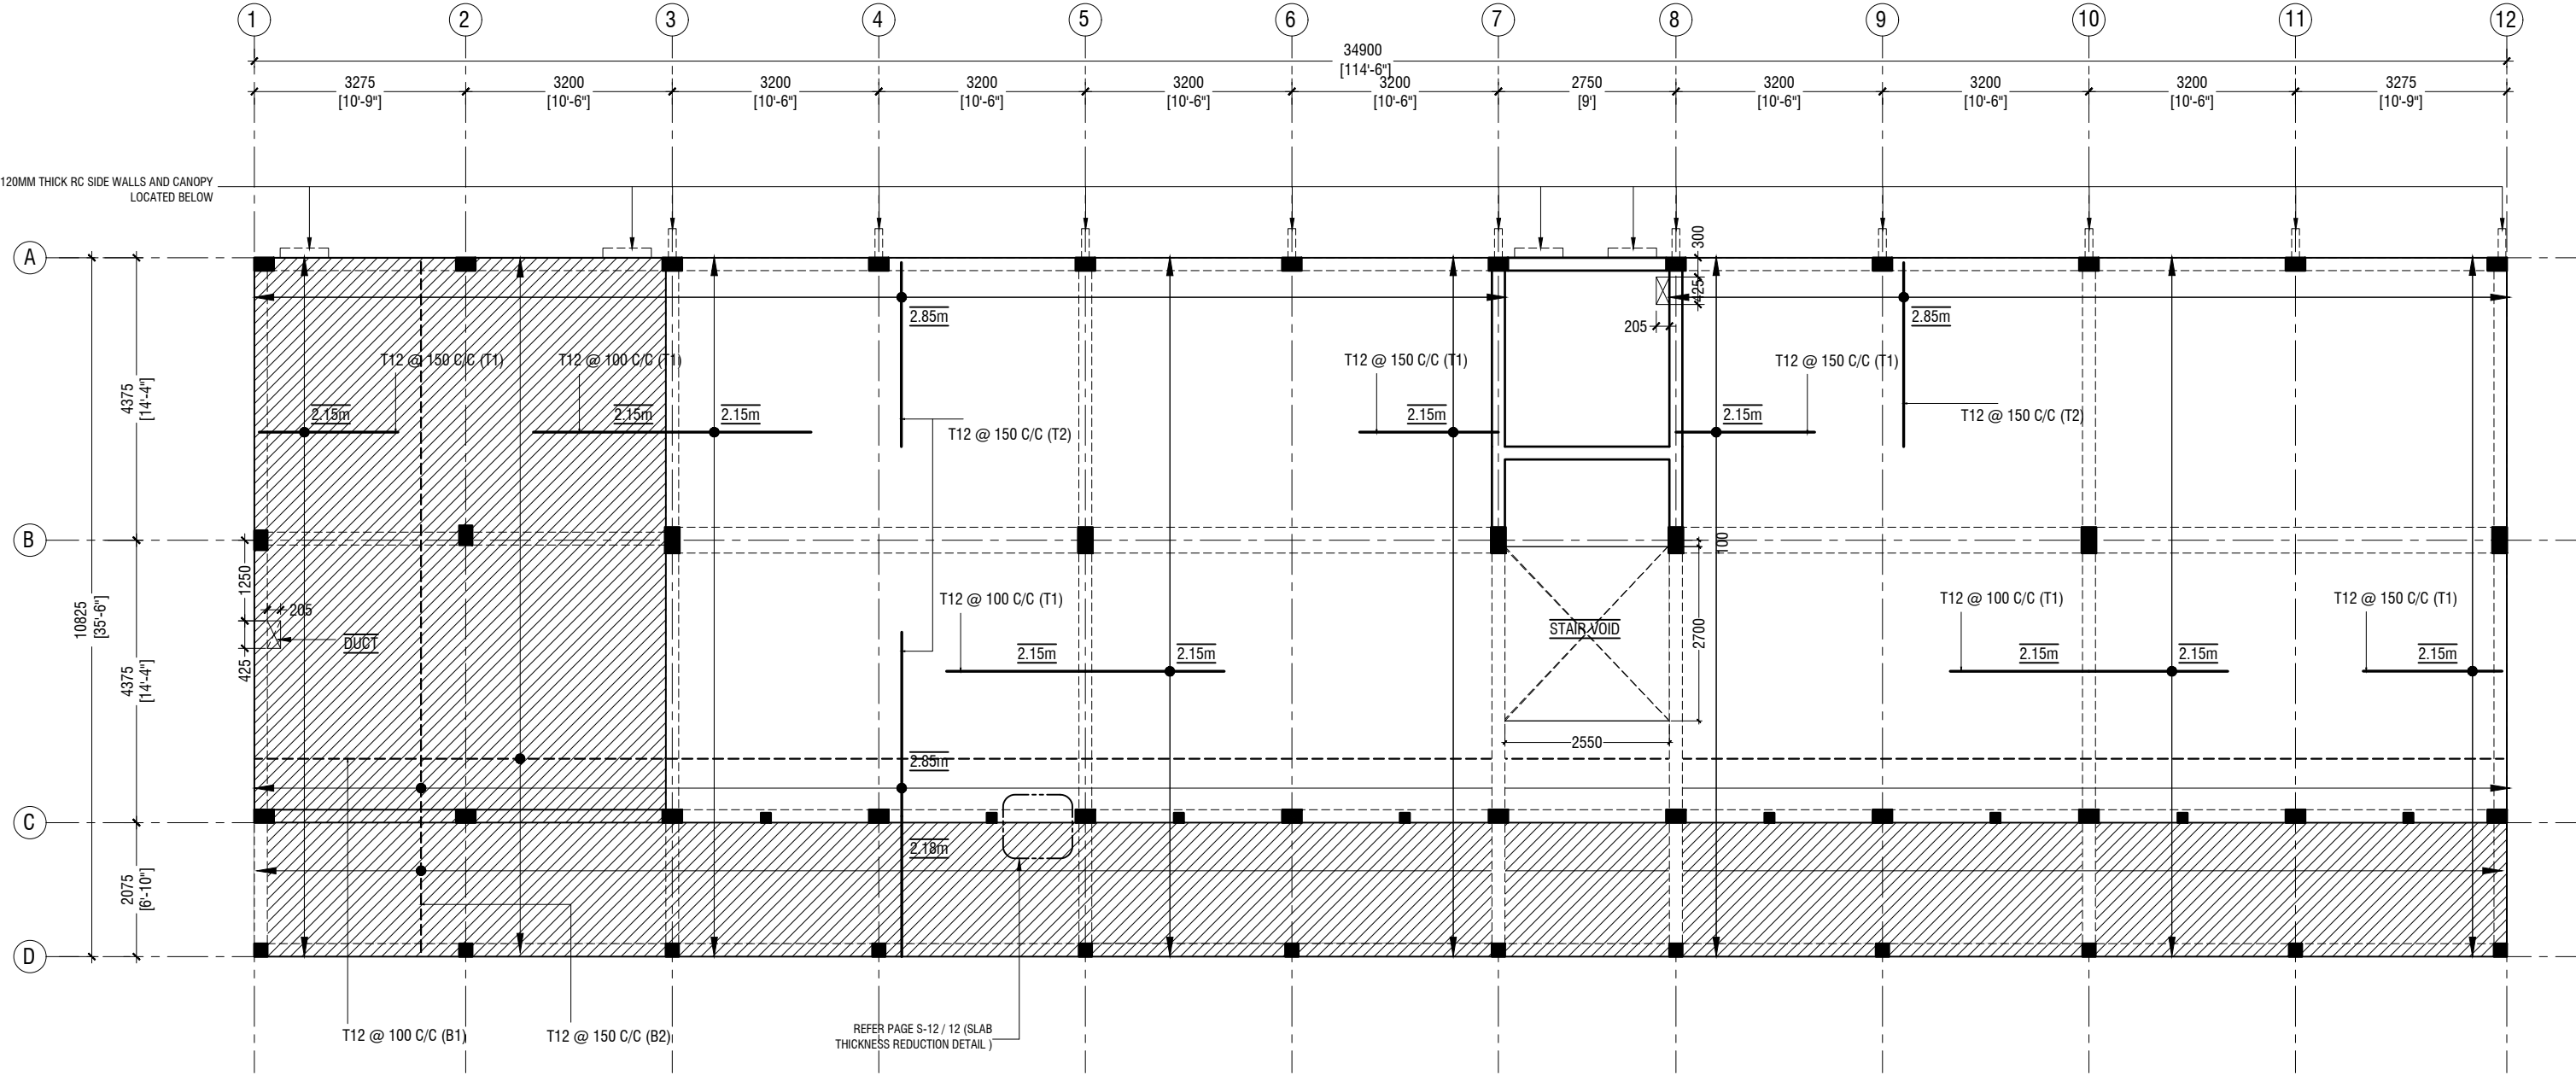 1
2
3
4
5
6
7
8
9
10
11
12
34900
[114'-6"]
3275
[10'-9"]
3200
[10'-6"]
3200
[10'-6"]
3200
[10'-6"]
3200
[10'-6"]
3200
[10'-6"]
2750
[9']
3200
[10'-6"]
3200
[10'-6"]
3200
[10'-6"]
3275
[10'-9"]
120MM THICK RC SIDE WALLS AND CANOPY
LOCATED BELOW
A
B
C
D
10825
[35'-6"]
4375
[14'-4"]
4375
[14'-4"]
2075
[6'-10"]
300
425
205
2.85m
2.85m
T12 @ 150 C/C (T1)
T12 @ 100 C/C (T1)
T12 @ 150 C/C (T1)
T12 @ 150 C/C (T1)
2.15m
2.15m
2.15m
2.15m
2.15m
T12 @ 150 C/C (T2)
T12 @ 150 C/C (T2)
100
1250
205
DUCT
425
T12 @ 100 C/C (T1)
T12 @ 100 C/C (T1)
T12 @ 150 C/C (T1)
STAIR VOID
2700
2.15m
2.15m
2.15m
2.15m
2.15m
2550
2.85m
2.18m
T12 @ 100 C/C (B1)
T12 @ 150 C/C (B2)
REFER PAGE S-12 / 12 (SLAB
THICKNESS REDUCTION DETAIL )